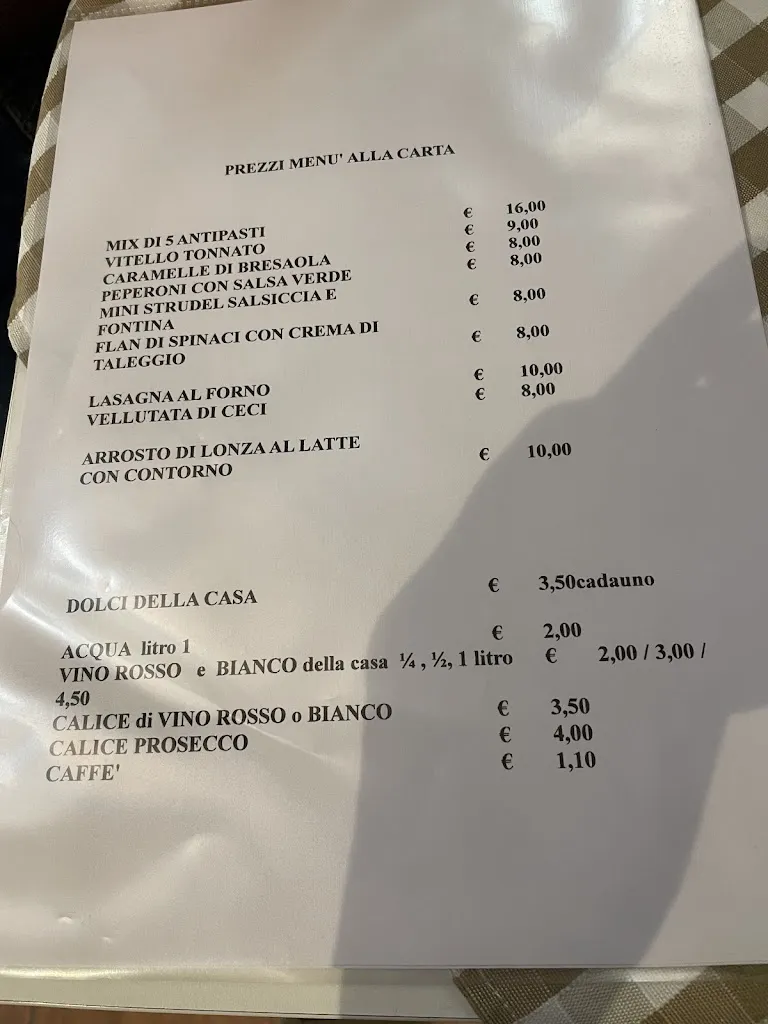 PREZZI MENU' ALLA CARTA
MIX DI 5 ANTIPASTI € 16,00
VITELLO TONNATO € 9,00
CARAMELLE DI BRESAOLA € 8,00
PEPERONI CON SALSA VERDE € 8,00
MINI STRUDEL SALSICCIA E € 8,00
FONTINA
FLAN DI SPINACI CON CREMA DI € 8,00
TALEGGIO
LASAGNA AL FORNO € 10,00
VELLUTATA DI CECI € 8,00
ARROSTO DI LONZA AL LATTE € 10,00
CON CONTORNO
DOLCI DELLA CASA € 3,50cadauno
ACQUA litro 1 € 2,00
VINO ROSSO e BIANCO della casa ¼ , ½, 1 litro € 2,00 / 3,00 /
4,50
CALICE di VINO ROSSO o BIANCO € 3,50
CALICE PROSECCO € 4,00
CAFFE' € 1,10